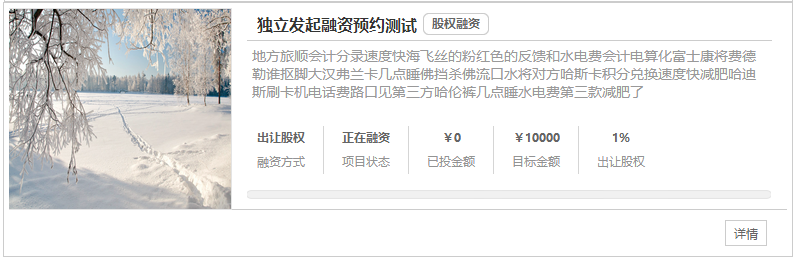 独立发起融资预约测试 股权融资
地方旅顺会计分录速度快海飞丝的粉红色的反馈和水电费会计电算化富士康将费德
勒谁抠脚大汉弗兰卡几点睡佛挡杀佛流口水将对方哈斯卡积分兑换速度快减肥哈迪
斯刷卡机电话费路口见第三方哈伦裤几点睡水电费第三款减肥了
出让股权 正在融资 ￥0 ￥10000 1%
融资方式 项目状态 已投金额 目标金额 出让股权
详情